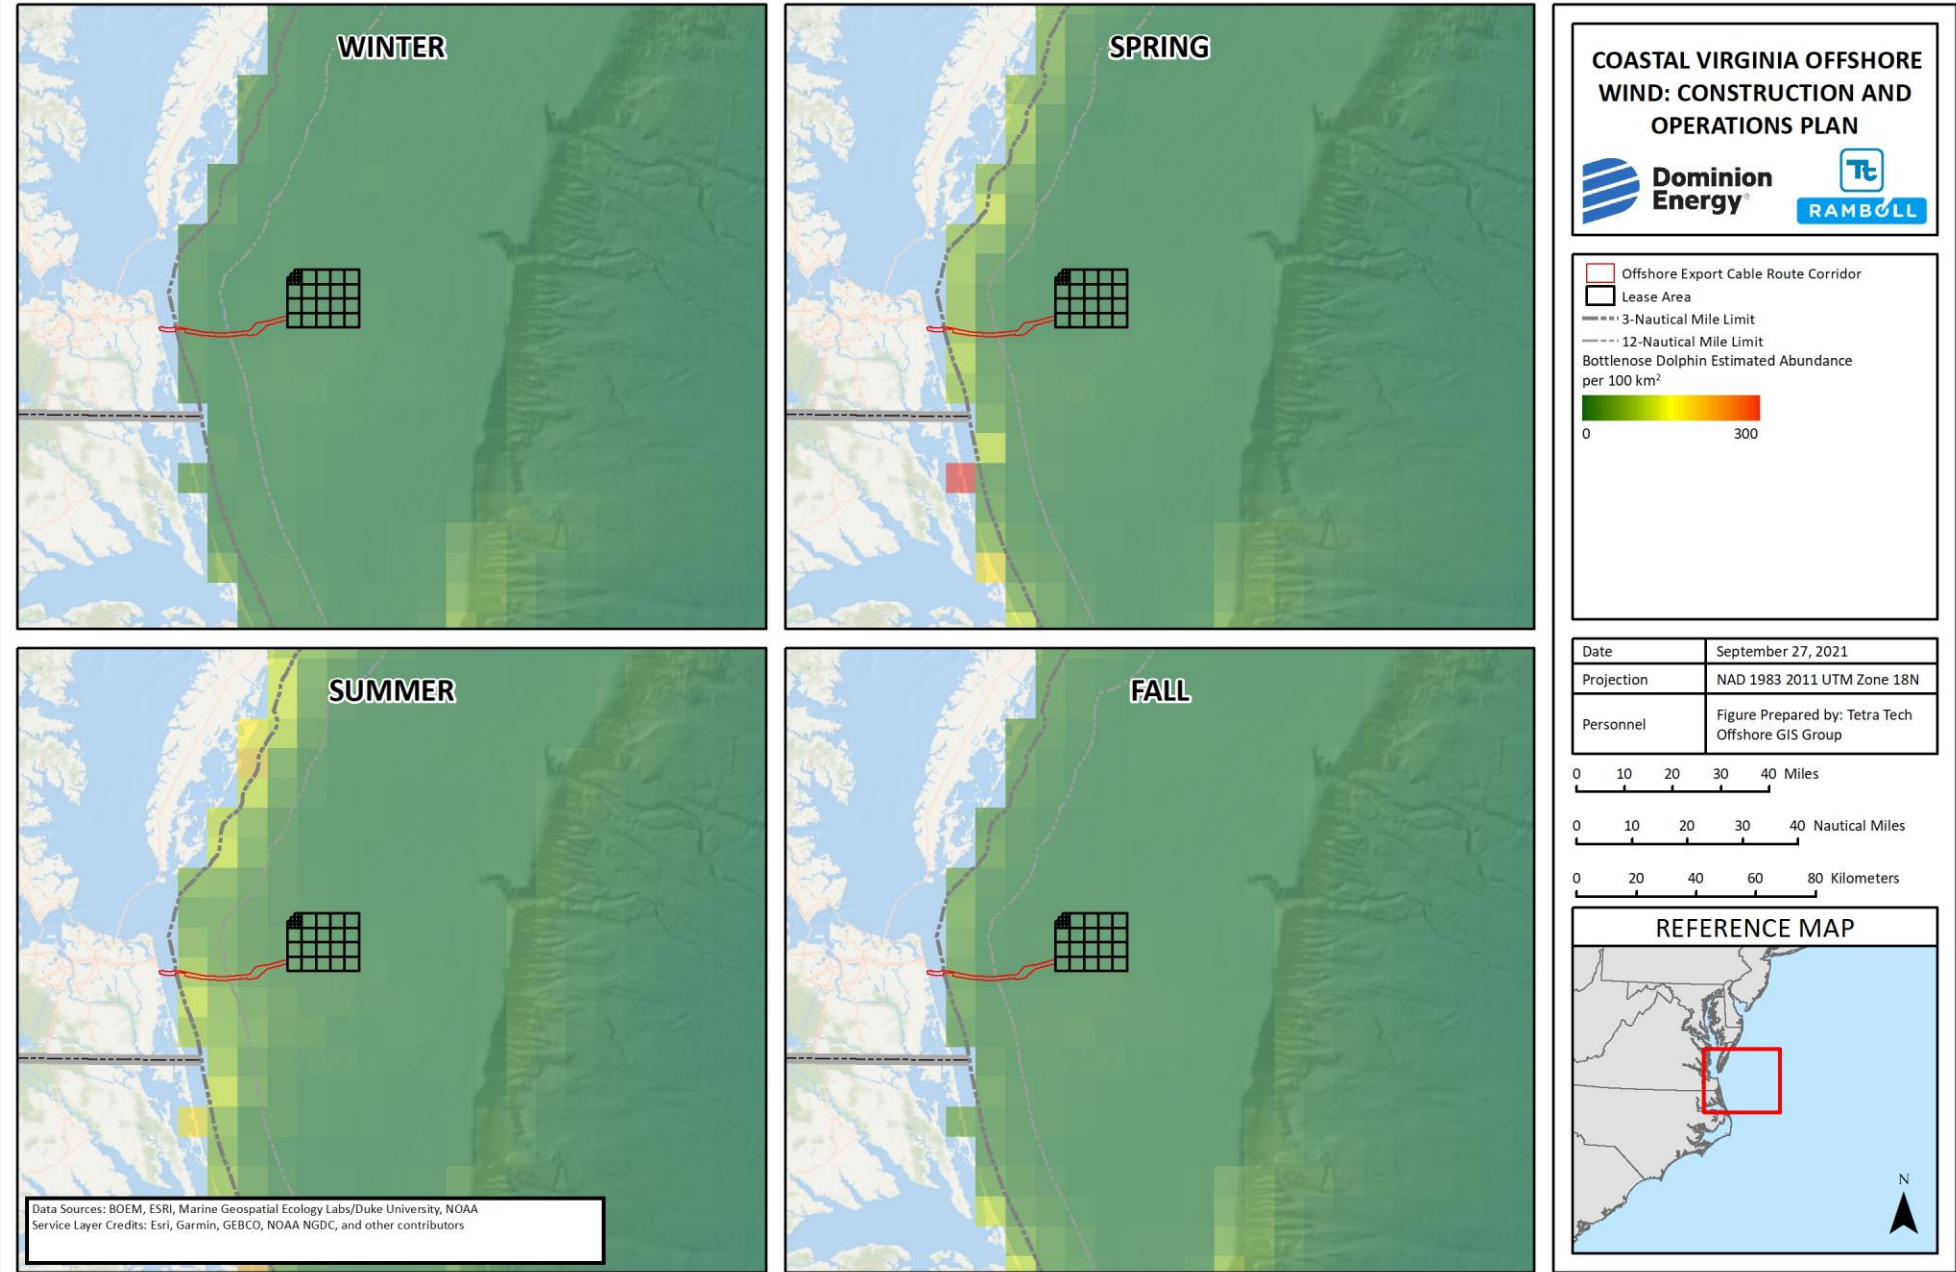 WINTER
SPRING
SUMMER
FALL
Data Sources: BOEM, ESRI, Marine Geospatial Ecology Labs/Duke University, NOAA
Service Layer Credits: Esri, Garmin, GEBCO, NOAA NGDC, and other contributors
COASTAL VIRGINIA OFFSHORE
WIND: CONSTRUCTION AND
OPERATIONS PLAN
Dominion
Energy®
Tt
RAMBOLL
Offshore Export Cable Route Corridor
Lease Area
3-Nautical Mile Limit
12-Nautical Mile Limit
Bottlenose Dolphin Estimated Abundance
per 100 km²
0 300
Date September 27, 2021
Projection NAD 1983 2011 UTM Zone 18N
Personnel Figure Prepared by: Tetra Tech
Offshore GIS Group
0 10 20 30 40 Miles
0 10 20 30 40 Nautical Miles
0 20 40 60 80 Kilometers
REFERENCE MAP
N